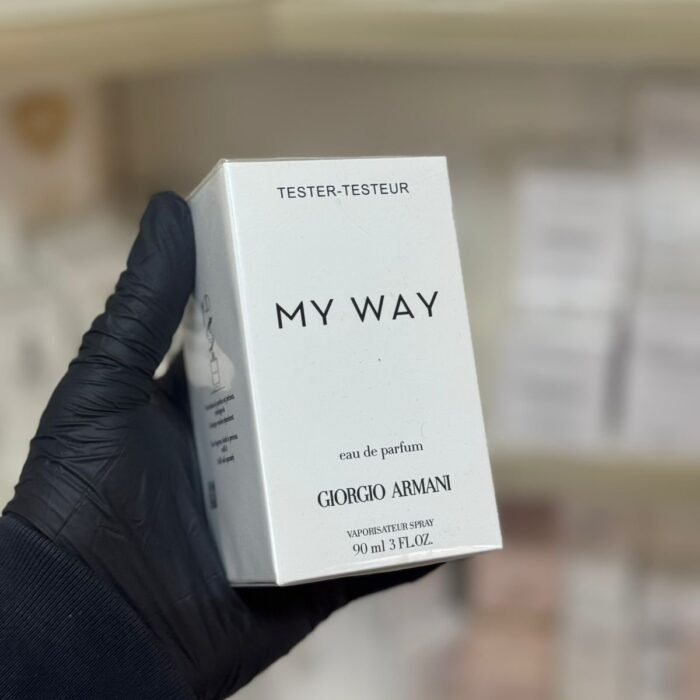 TESTER-TESTEUR
MY WAY
eau de parfum
GIORGIO ARMANI
VAPORISATEUR SPRAY
90 ml 3 FL.OZ.